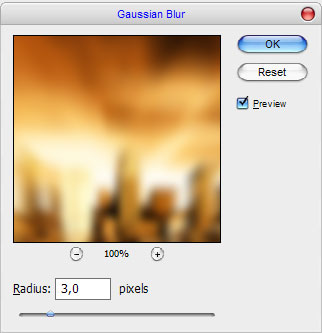 Gaussian Blur
OK
Reset
Preview
100%
Radius: 3,0 pixels